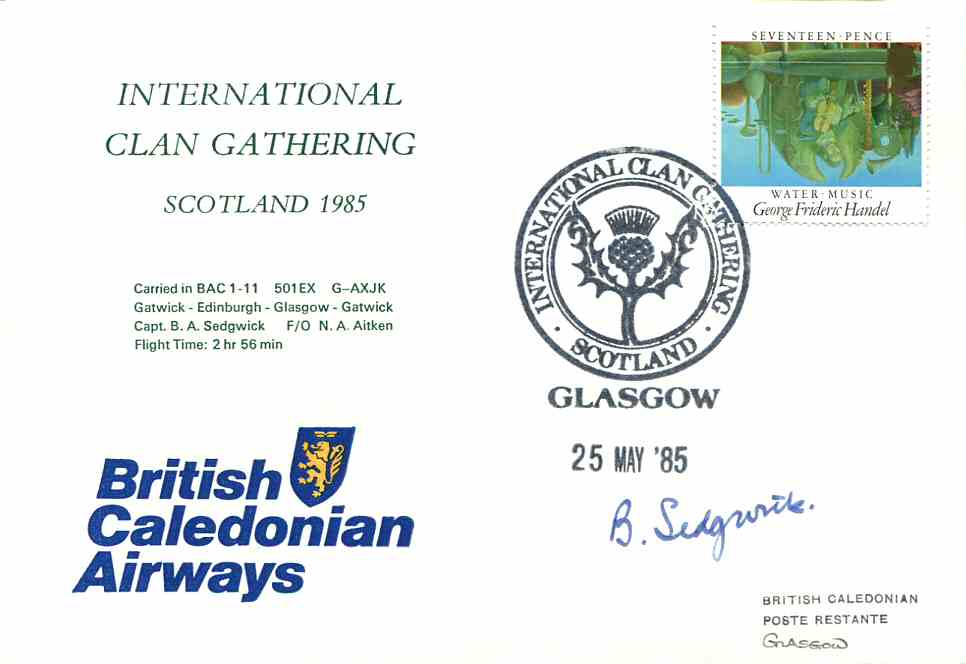 INTERNATIONAL
CLAN GATHERING
SCOTLAND 1985
Carried in BAC 1-11 501EX G-AXJK
Gatwick - Edinburgh - Glasgow - Gatwick
Capt. B. A. Sedgwick F/O N. A. Aitken
Flight Time: 2 hr 56 min
British
Caledonian
Airways
SEVENTEEN·PENCE
WATER·MUSIC
George Frideric Handel
INTERNATIONAL CLAN GATHERING
· SCOTLAND ·
GLASGOW
25 MAY '85
B. Sedgwick.
BRITISH CALEDONIAN
POSTE RESTANTE
GLASGOW